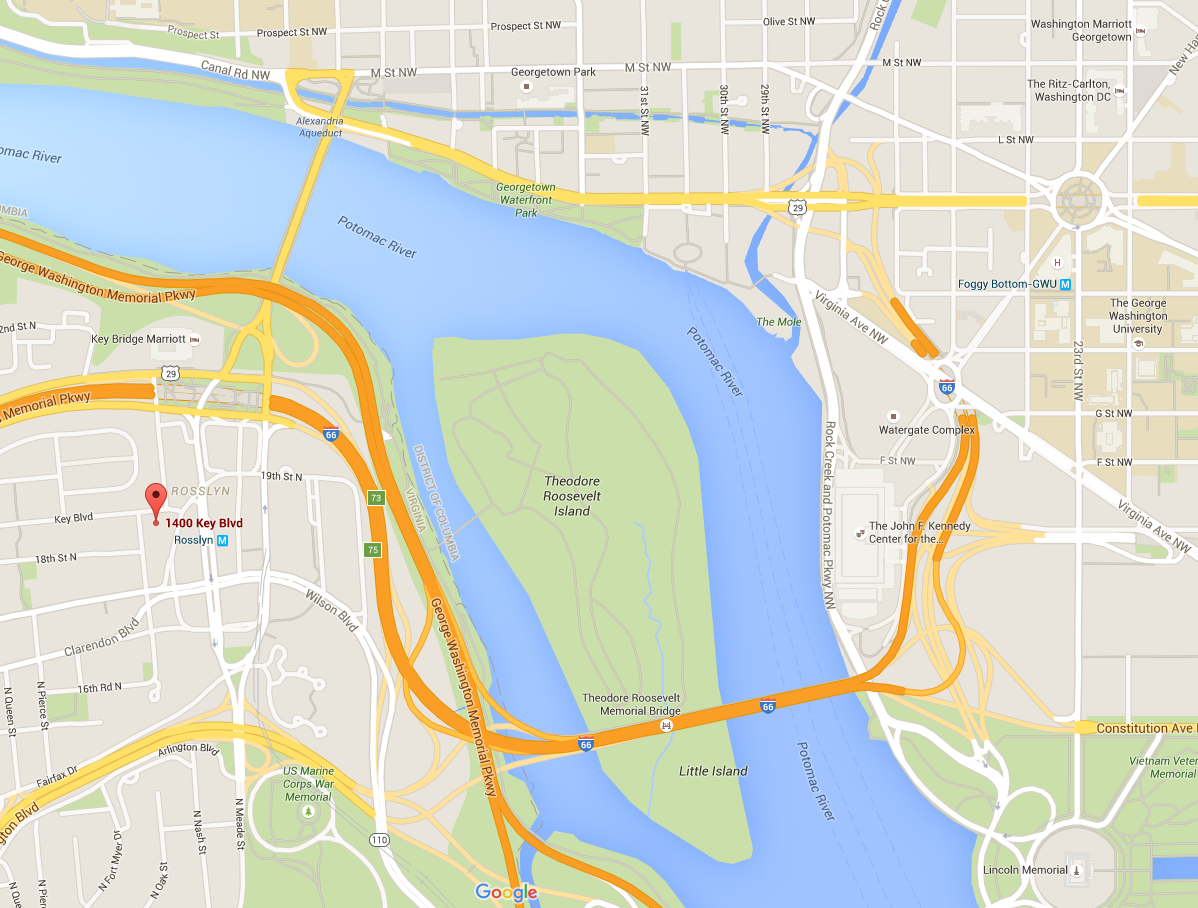 Prospect St
Prospect St NW
Prospect St NW
Olive St NW
Washington Marriott
Georgetown
Canal Rd NW
M St NW
Georgetown Park
M St NW
M St NW
The Ritz-Carlton,
Washington DC
31st St NW
30th St NW
29th St NW
Alexandria
Aqueduct
L St NW
Potomac River
Georgetown
Waterfront
Park
29
Potomac River
H
Foggy Bottom-GWU M
George Washington Memorial Pkwy
Virginia Ave NW
The George
Washington
University
The Mole
2nd St N
Key Bridge Marriott
Potomac River
23rd St NW
29
66
Memorial Pkwy
G St NW
66
Watergate Complex
F St NW
F St NW
DISTRICT OF COLUMBIA
VIRGINIA
Rock Creek and Potomac Pkwy NW
19th St N
ROSSLYN
73
Theodore
Roosevelt
Island
Key Blvd
1400 Key Blvd
Rosslyn M
The John F. Kennedy
Center for the...
Virginia Ave NW
75
18th St N
Wilson Blvd
Clarendon Blvd
George Washington Memorial Pkwy
16th Rd N
N Queen St
N Pierce St
Theodore Roosevelt
Memorial Bridge
66
66
Constitution Ave
Arlington Blvd
Fairfax Dr
US Marine
Corps War
Memorial
Little Island
Potomac River
Vietnam Veter
Memorial
N Nash St
N Meade St
110
N Fort Myer Dr
N Oak St
Lincoln Memorial
Google